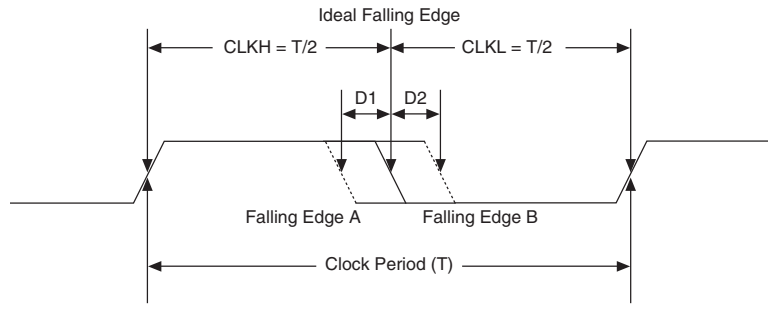 Ideal Falling Edge
CLKH = T/2
CLKL = T/2
D1
D2
Falling Edge A
Falling Edge B
Clock Period (T)